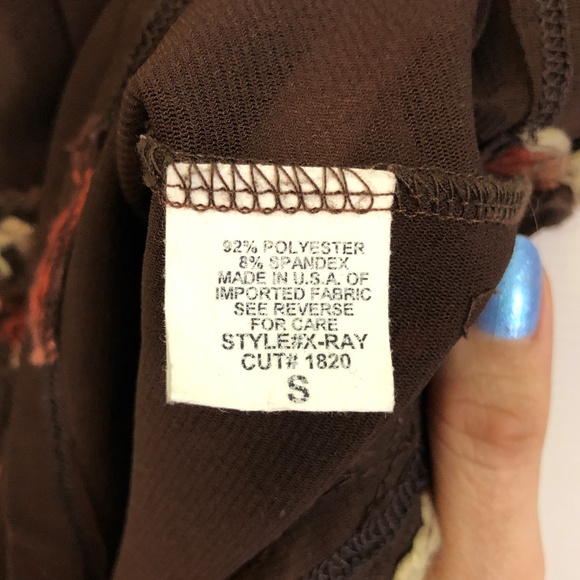 92% POLYESTER
8% SPANDEX
MADE IN U.S.A. OF
IMPORTED FABRIC
SEE REVERSE
FOR CARE
STYLE#X-RAY
CUT# 1820
S